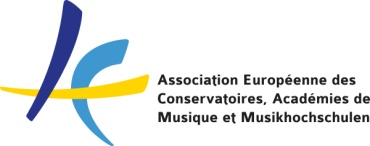 Association Européenne des
Conservatoires, Académies de
Musique et Musikhochschulen